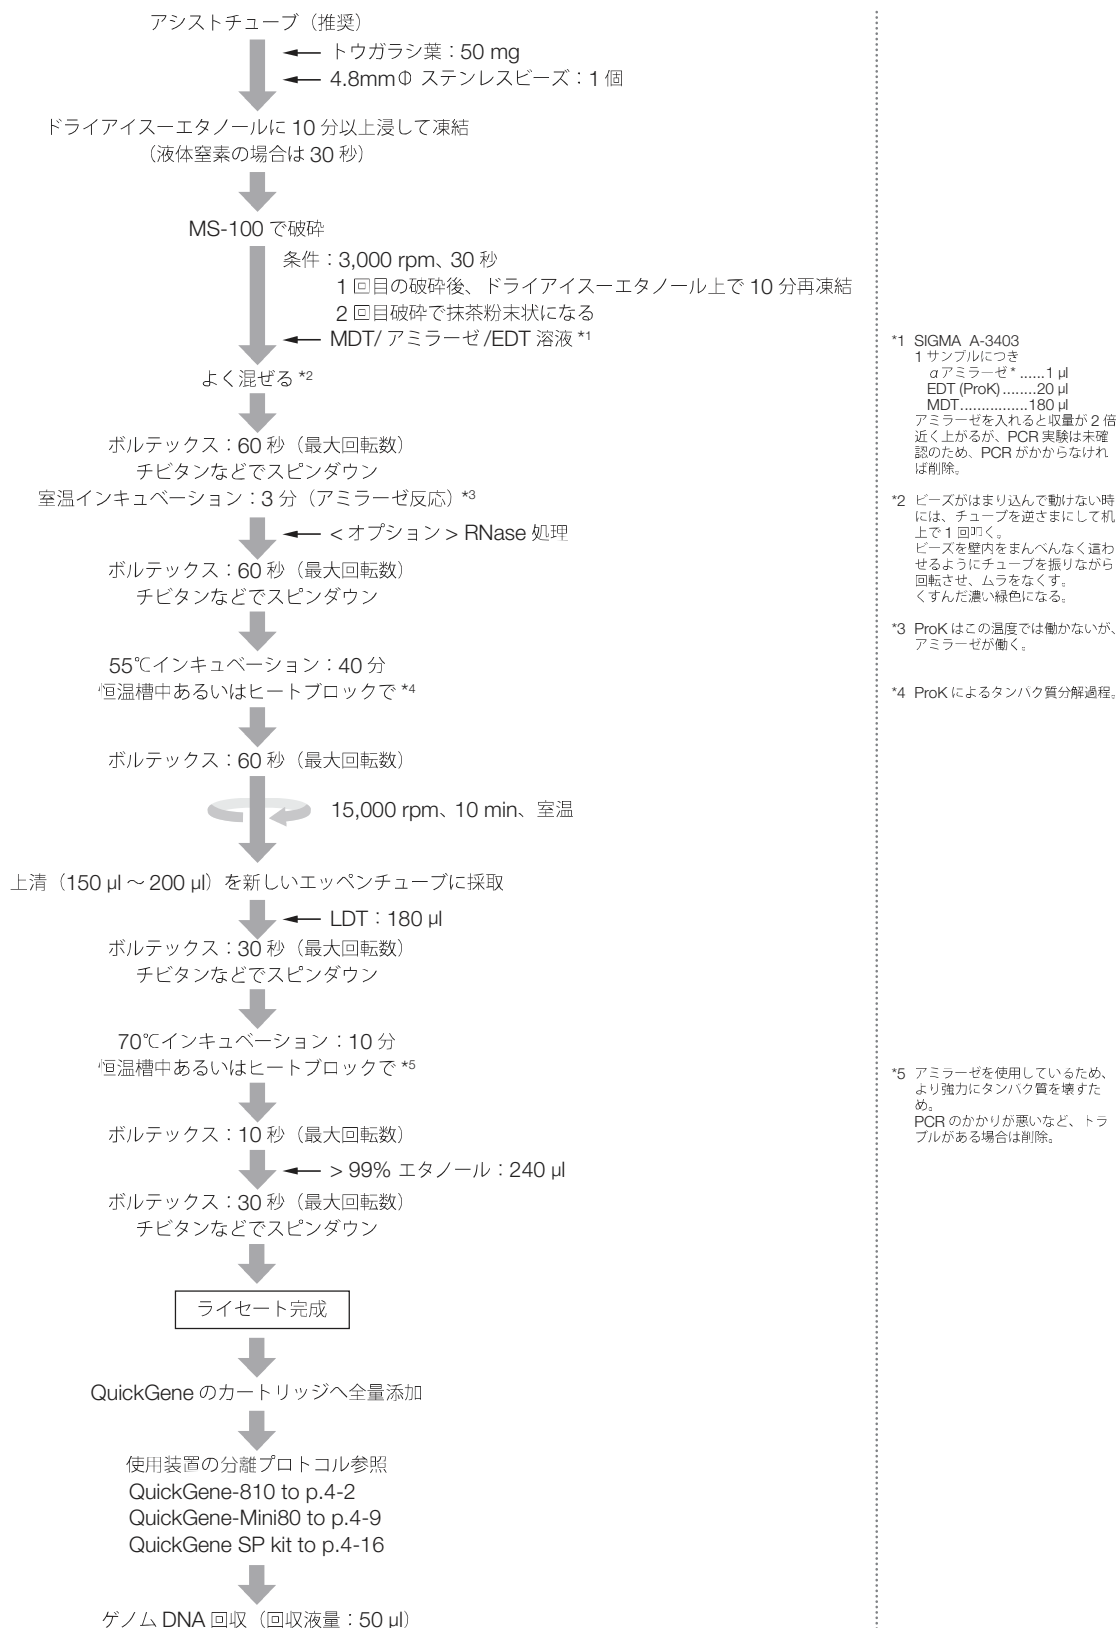 アシストチューブ（推奨）
トウガラシ葉：50 mg
4.8mmΦ ステンレスビーズ：1 個
ドライアイスーエタノールに 10 分以上浸して凍結
（液体窒素の場合は 30 秒）
MS-100 で破砕
条件：3,000 rpm、30 秒
1 回目の破砕後、ドライアイスーエタノール上で 10 分再凍結
2 回目破砕で抹茶粉末状になる
MDT/ アミラーゼ /EDT 溶液 *1
よく混ぜる *2
ボルテックス：60 秒（最大回転数）
チビタンなどでスピンダウン
室温インキュベーション：3 分（アミラーゼ反応）*3
< オプション > RNase 処理
ボルテックス：60 秒（最大回転数）
チビタンなどでスピンダウン
55℃インキュベーション：40 分
恒温槽中あるいはヒートブロックで *4
ボルテックス：60 秒（最大回転数）
15,000 rpm、10 min、室温
上清（150 µl ～ 200 µl）を新しいエッペンチューブに採取
LDT：180 µl
ボルテックス：30 秒（最大回転数）
チビタンなどでスピンダウン
70℃インキュベーション：10 分
恒温槽中あるいはヒートブロックで *5
ボルテックス：10 秒（最大回転数）
> 99% エタノール：240 µl
ボルテックス：30 秒（最大回転数）
チビタンなどでスピンダウン
ライセート完成
QuickGene のカートリッジへ全量添加
使用装置の分離プロトコル参照
QuickGene-810 to p.4-2
QuickGene-Mini80 to p.4-9
QuickGene SP kit to p.4-16
ゲノム DNA 回収（回収液量：50 µl）
*1 SIGMA A-3403
1 サンプルにつき
αアミラーゼ* ......1 µl
EDT (ProK)........20 µl
MDT................180 µl
アミラーゼを入れると収量が 2 倍
近く上がるが、PCR 実験は未確
認のため、PCR がかからなけれ
ば削除。
*2 ビーズがはまり込んで動けない時
には、チューブを逆さまにして机
上で 1 回叩く。
ビーズを壁内をまんべんなく這わ
せるようにチューブを振りながら
回転させ、ムラをなくす。
くすんだ濃い緑色になる。
*3 ProK はこの温度では働かないが、
アミラーゼが働く。
*4 ProK によるタンパク質分解過程。
*5 アミラーゼを使用しているため、
より強力にタンパク質を壊すた
め。
PCR のかかりが悪いなど、トラ
ブルがある場合は削除。